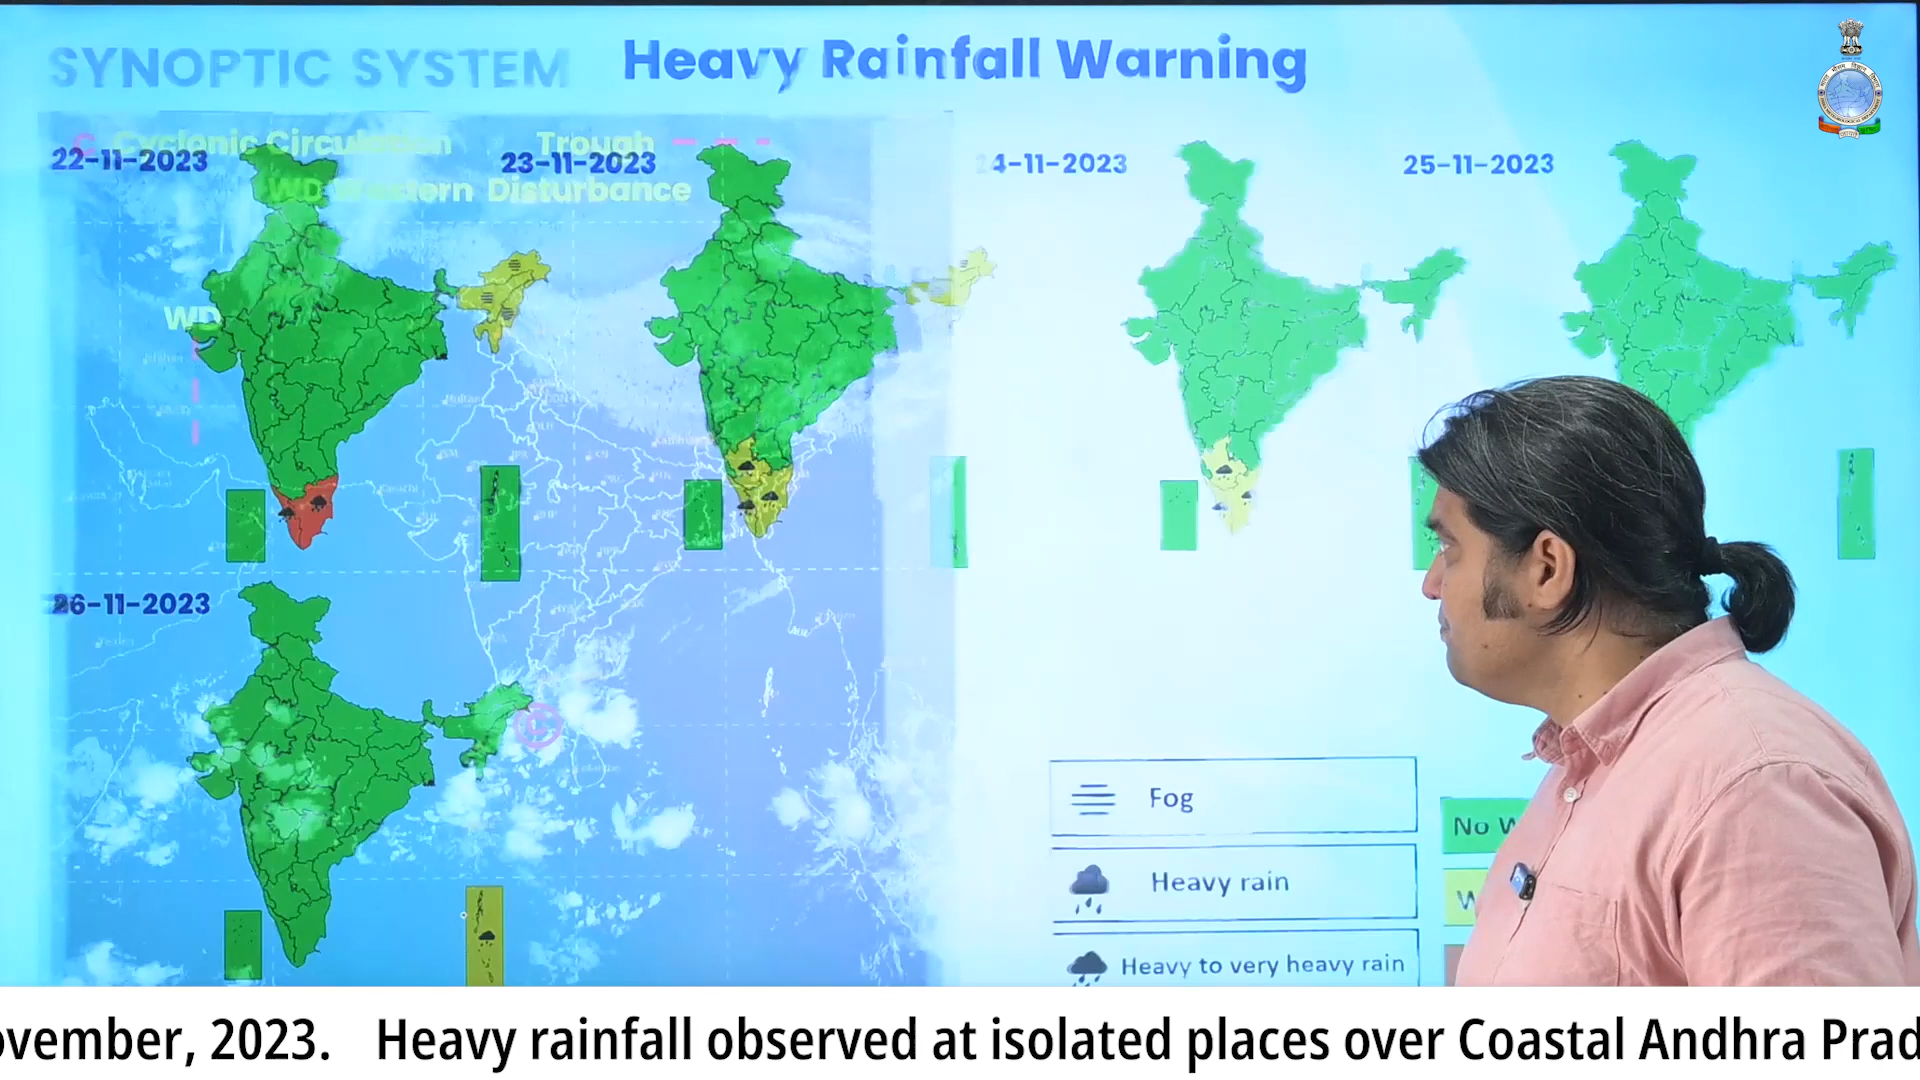 SYNOPTIC SYSTEM
Heavy Rainfall Warning
Cyclonic Circulation
Trough
22-11-2023
23-11-2023
4-11-2023
25-11-2023
WD Western Disturbance
WD
26-11-2023
Fog
Heavy rain
Heavy to very heavy rain
No W
W
ovember, 2023. Heavy rainfall observed at isolated places over Coastal Andhra Prad